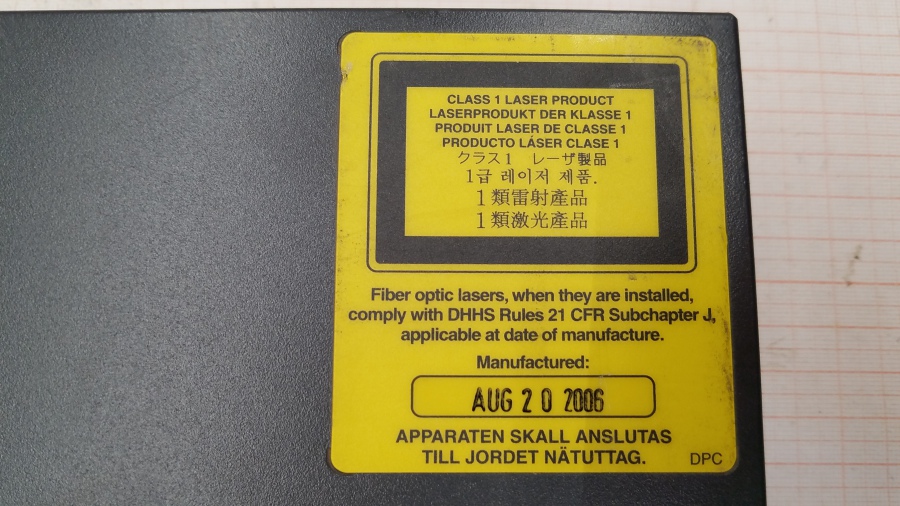 CLASS 1 LASER PRODUCT
LASERPRODUKT DER KLASSE 1
PRODUIT LASER DE CLASSE 1
PRODUCTO LÁSER CLASE 1
クラス1 レーザ製品
1급 레이저 제품.
1類雷射產品
1類激光產品
Fiber optic lasers, when they are installed,
comply with DHHS Rules 21 CFR Subchapter J,
applicable at date of manufacture.
Manufactured:
AUG 20 2006
APPARATEN SKALL ANSLUTAS
TILL JORDET NÄTUTTAG.
DPC